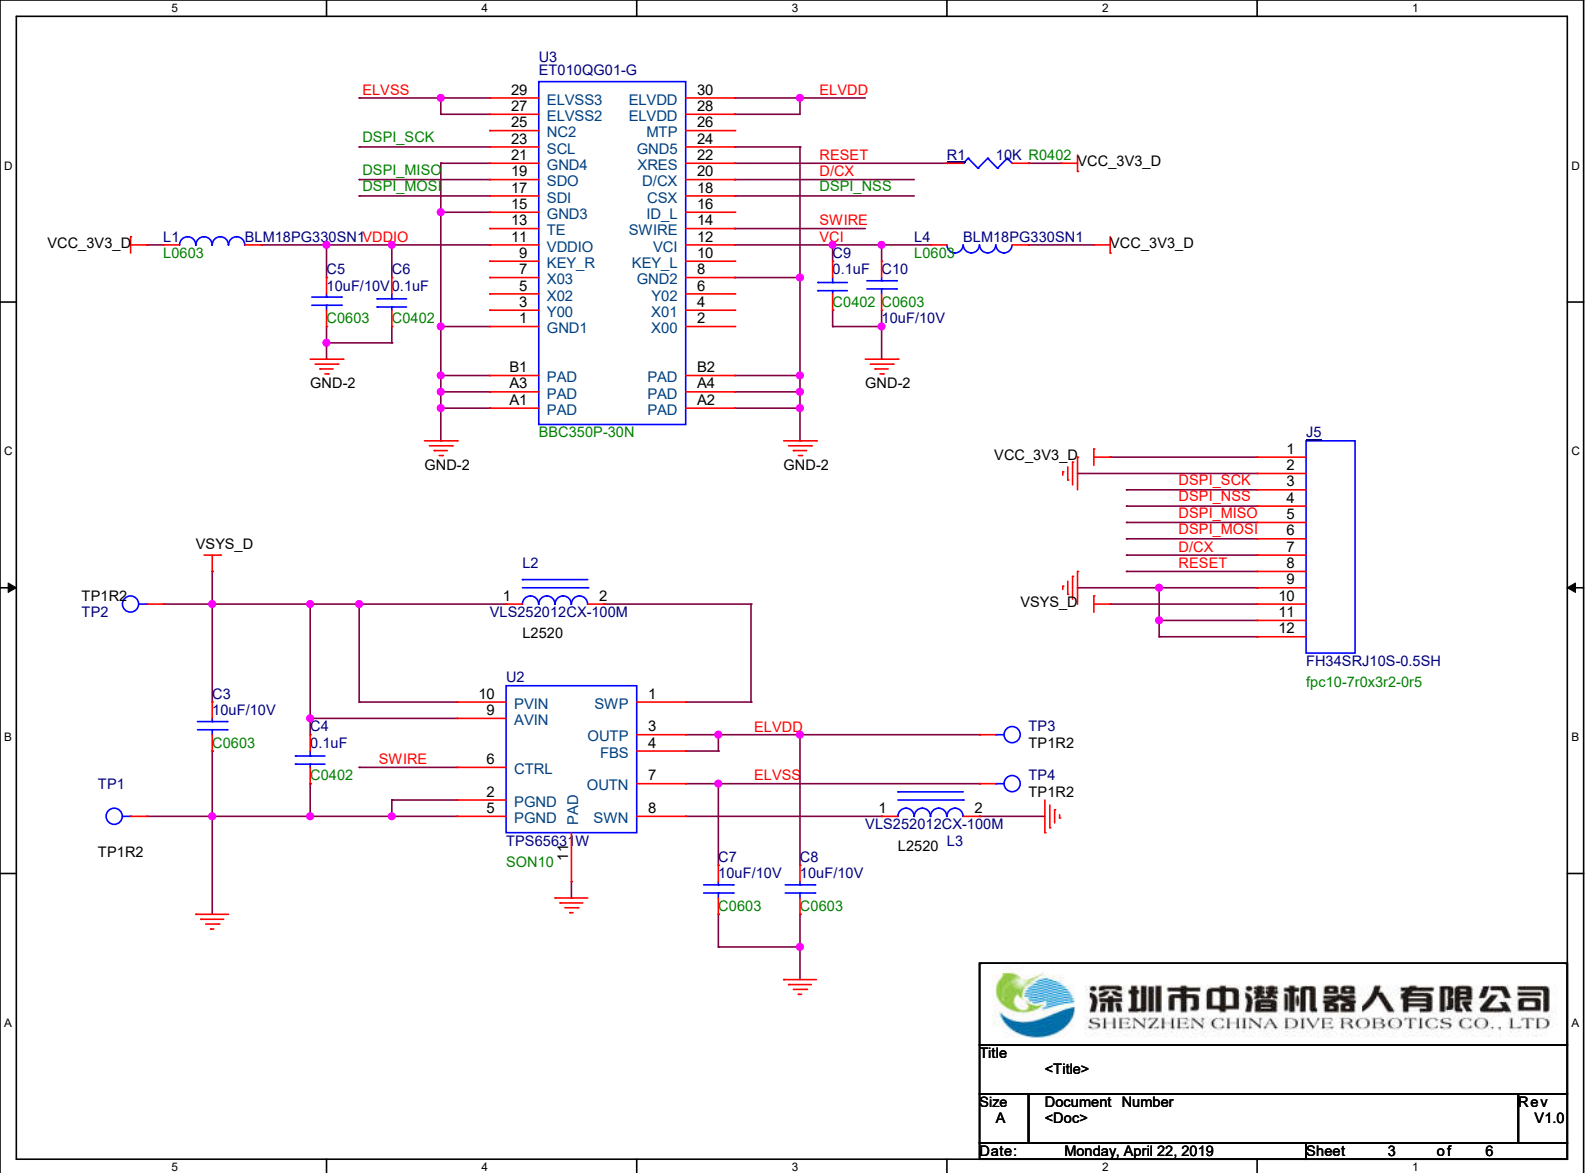 5 4 3 2 1
D
C
B
A
U3
ET010QG01-G
ELVSS
29 ELVSS3
27 ELVSS2
25 NC2
DSPI_SCK 23 SCL
21 GND4
DSPI_MISO 19 SDO
DSPI_MOSI 17 SDI
15 GND3
13 TE
VCC_3V3_D L1 BLM18PG330SN1 VDDIO 11 VDDIO
L0603
9 KEY_R
7 X03
5 X02
3 Y00
1 GND1
B1 PAD
A3 PAD
A1 PAD
C5
10uF/10V
C0603
C6
0.1uF
C0402
GND-2
GND-2
ELVDD 30 ELVDD
ELVDD 28
MTP 26
GND5 24
XRES 22 RESET R1 10K R0402 VCC_3V3_D
D/CX 20 D/CX
CSX 18 DSPI_NSS
ID_L 16
SWIRE 14 SWIRE
VCI 12 VCI L4 BLM18PG330SN1 VCC_3V3_D
L0603
KEY_L 10
GND2 8
Y02 6
X01 4
X00 2
PAD B2
PAD A4
PAD A2
BBC350P-30N
C9
0.1uF
C0402
C10
C0603
10uF/10V
GND-2
GND-2
J5
VCC_3V3_D 1
2
DSPI_SCK 3
DSPI_NSS 4
DSPI_MISO 5
DSPI_MOSI 6
D/CX 7
RESET 8
9
VSYS_D 10
11
12
FH34SRJ10S-0.5SH
fpc10-7r0x3r2-0r5
VSYS_D
TP1R2
TP2
L2
1 2
VLS252012CX-100M
L2520
C3
10uF/10V
C0603
C4
0.1uF
C0402
TP1
TP1R2
U2
10 PVIN SWP 1
9 AVIN
OUTP 3 ELVDD TP3
FBS 4 TP1R2
SWIRE 6 CTRL
OUTN 7 ELVSS TP4
TP1R2
2 PGND
5 PGND PAD SWN 8
TPS65631W
11
SON10
1 2
VLS252012CX-100M
L2520 L3
C7
10uF/10V
C0603
C8
10uF/10V
C0603
深圳市中潜机器人有限公司
SHENZHEN CHINA DIVE ROBOTICS CO., LTD
Title
<Title>
Size Document Number Rev
A <Doc> V1.0
Date: Monday, April 22, 2019 Sheet 3 of 6
5 4 3 2 1